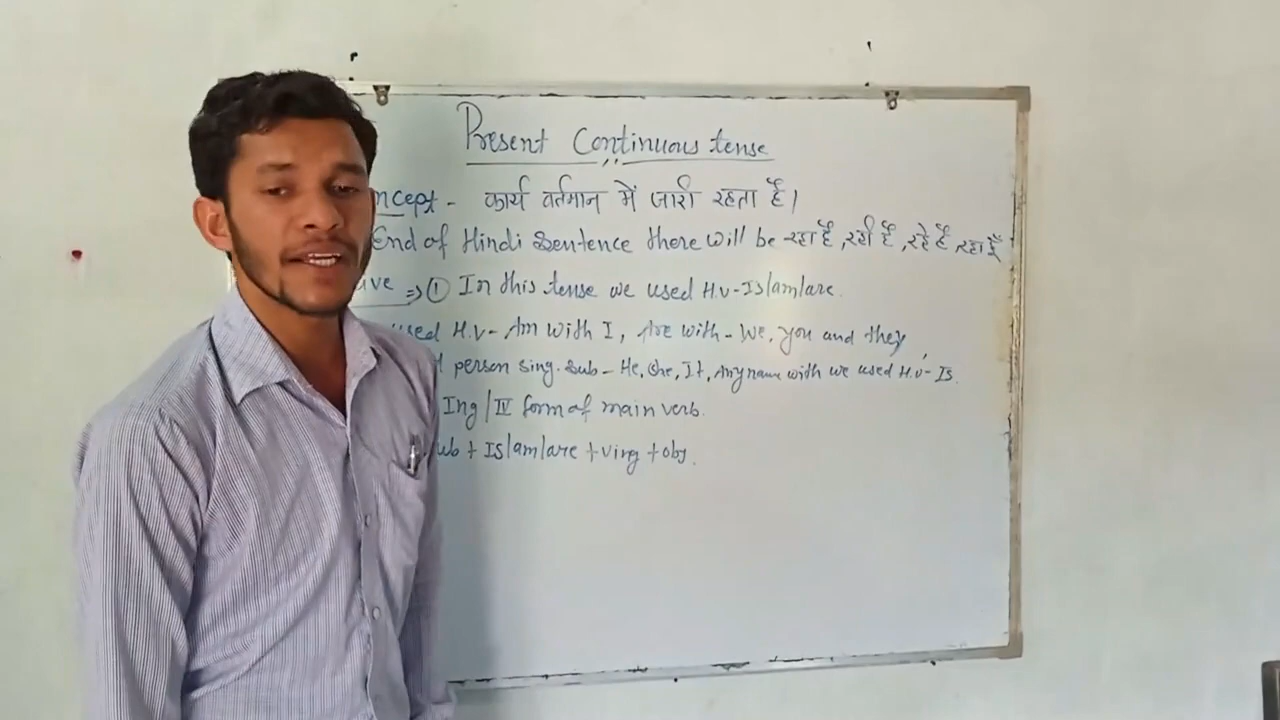 Present Continuous tense
ncept - कार्य वर्तमान में जारी रहता है।
End of Hindi Sentence there will be रहा है, रही है, रहे है, रहा हूँ
ive => ① In this tense we used H.v-Is/am/are.
used H.V- Am with I, Are with - We, you and they
person sing. Sub - He, She, It, Any name with we used H.v- Is.
Ing/IV form of main verb.
ub + Is/am/are + ving + obj.